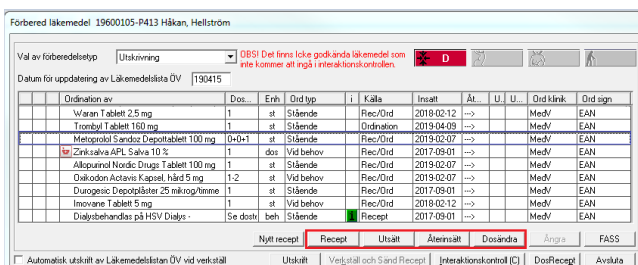 Förbered läkemedel 19600105-P413 Håkan, Hellström
Val av förberedelsetyp Utskrivning OBS! Det finns Icke godkända läkemedel som D
inte kommer att ingå i interaktionskontrollen.
Datum för uppdatering av Läkemedelslista ÖV 190415
Ordination av Dos... Enh Ord typ i Källa Insatt Åt... U... U... Ord klinik Ord sign
Waran Tablett 2,5 mg 1 st Stående Rec/Ord 2018-02-12 ---> MedV EAN
Trombyl Tablett 160 mg 1 st Stående Ordination 2019-04-09 ---> MedV EAN
Metoprolol Sandoz Depottablett 100 mg 0+0+1 st Stående Rec/Ord 2019-02-07 ---> MedV EAN
Zinksalva APL Salva 10 % 1 dos Vid behov Rec/Ord 2017-09-01 ---> MedV EAN
Allopurinol Nordic Drugs Tablett 100 mg 1 st Stående Rec/Ord 2019-02-07 ---> MedV EAN
Oxikodon Actavis Kapsel, hård 5 mg 1-2 st Vid behov Rec/Ord 2019-02-07 ---> MedV EAN
Durogesic Depotplåster 25 mikrog/timme 1 st Stående Rec/Ord 2017-09-01 ---> MedV EAN
Imovane Tablett 5 mg 1 st Vid behov Rec/Ord 2018-02-12 ---> MedV EAN
Dialysbehandlas på HSV Dialys - Se doste beh Stående Recept 2017-09-01 ---> MedV EAN
Nytt recept Recept Utsätt Återinsätt Dosändra Ångra FASS
Automatisk utskrift av Läkemedelslistan ÖV vid verkställ Utskrift Verkställ och Sänd Recept Interaktionskontroll (C) DosRecept Avsluta